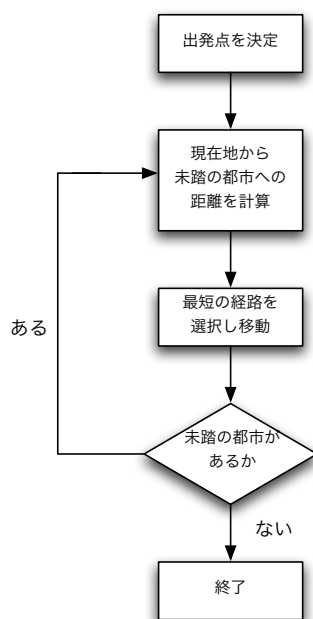 出発点を決定
現在地から
未踏の都市への
距離を計算
最短の経路を
選択し移動
ある
未踏の都市が
あるか
ない
終了